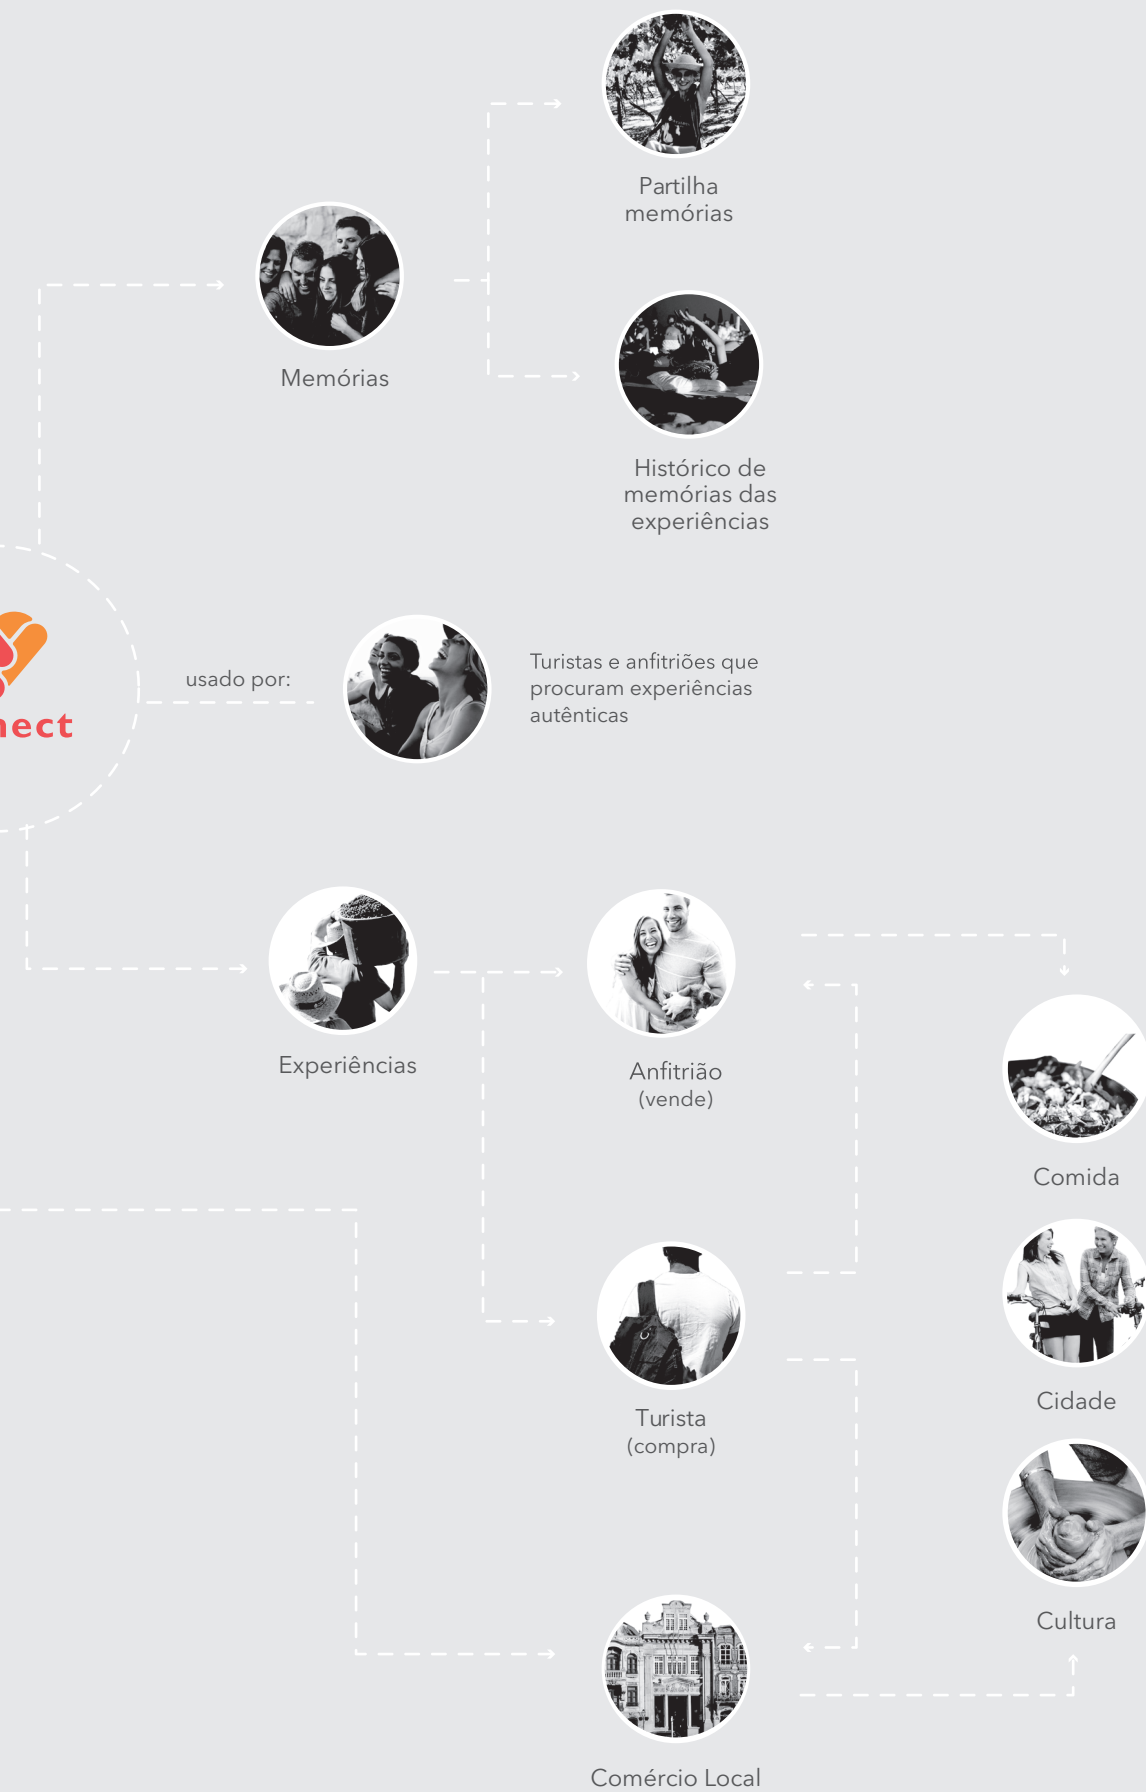 Partilha
memórias
Memórias
Histórico de
memórias das
experiências
usado por:
Turistas e anfitriões que
procuram experiências
autênticas
nect
Experiências
Anfitrião
(vende)
Comida
Cidade
Turista
(compra)
Cultura
Comércio Local